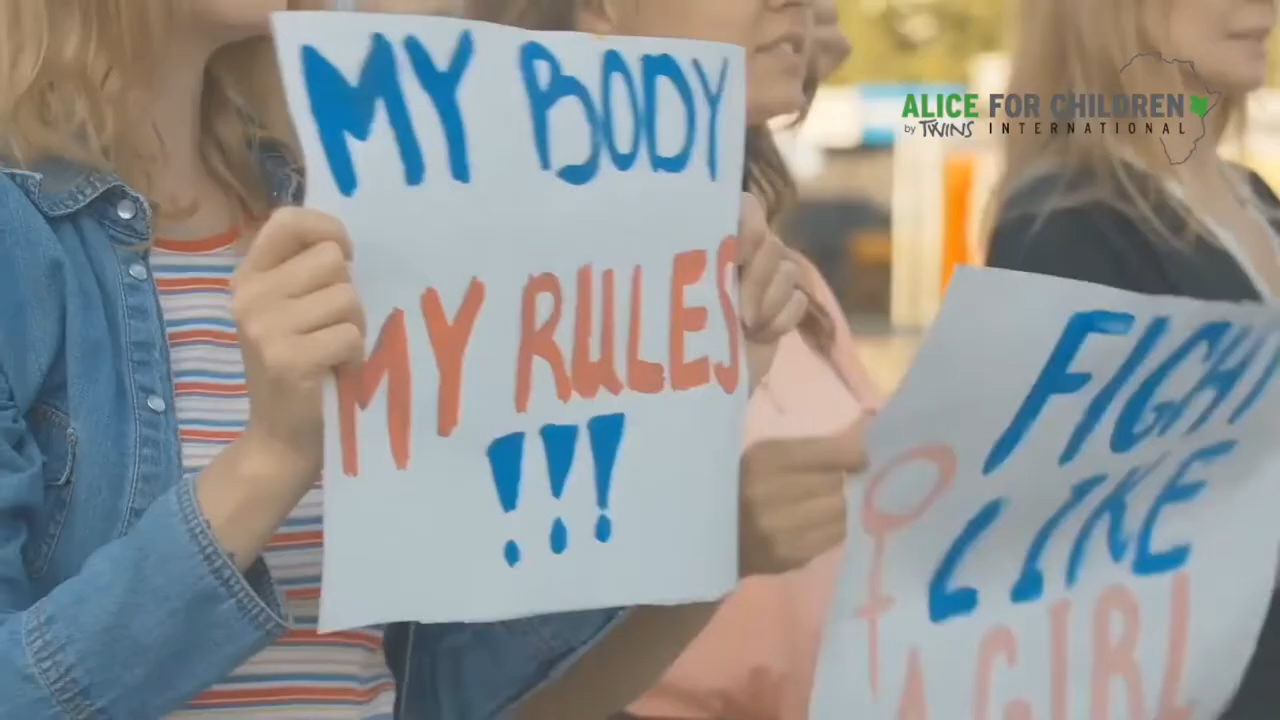 MY BODY
MY RULES
!!!
ALICE FOR CHILDREN
by TWINS INTERNATIONAL
FIGHT
LIKE
A GIRL